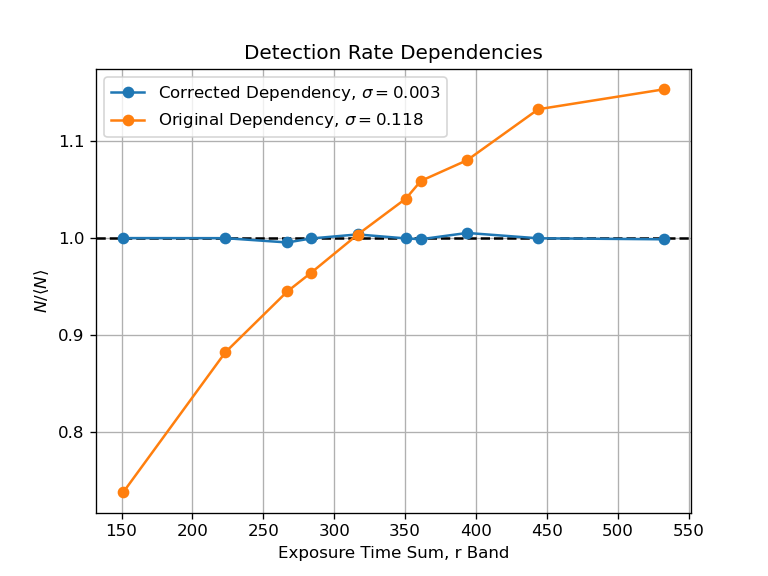 Detection Rate Dependencies
Corrected Dependency, σ = 0.003
Original Dependency, σ = 0.118
1.1
1.0
0.9
0.8
N/⟨N⟩
150 200 250 300 350 400 450 500 550
Exposure Time Sum, r Band